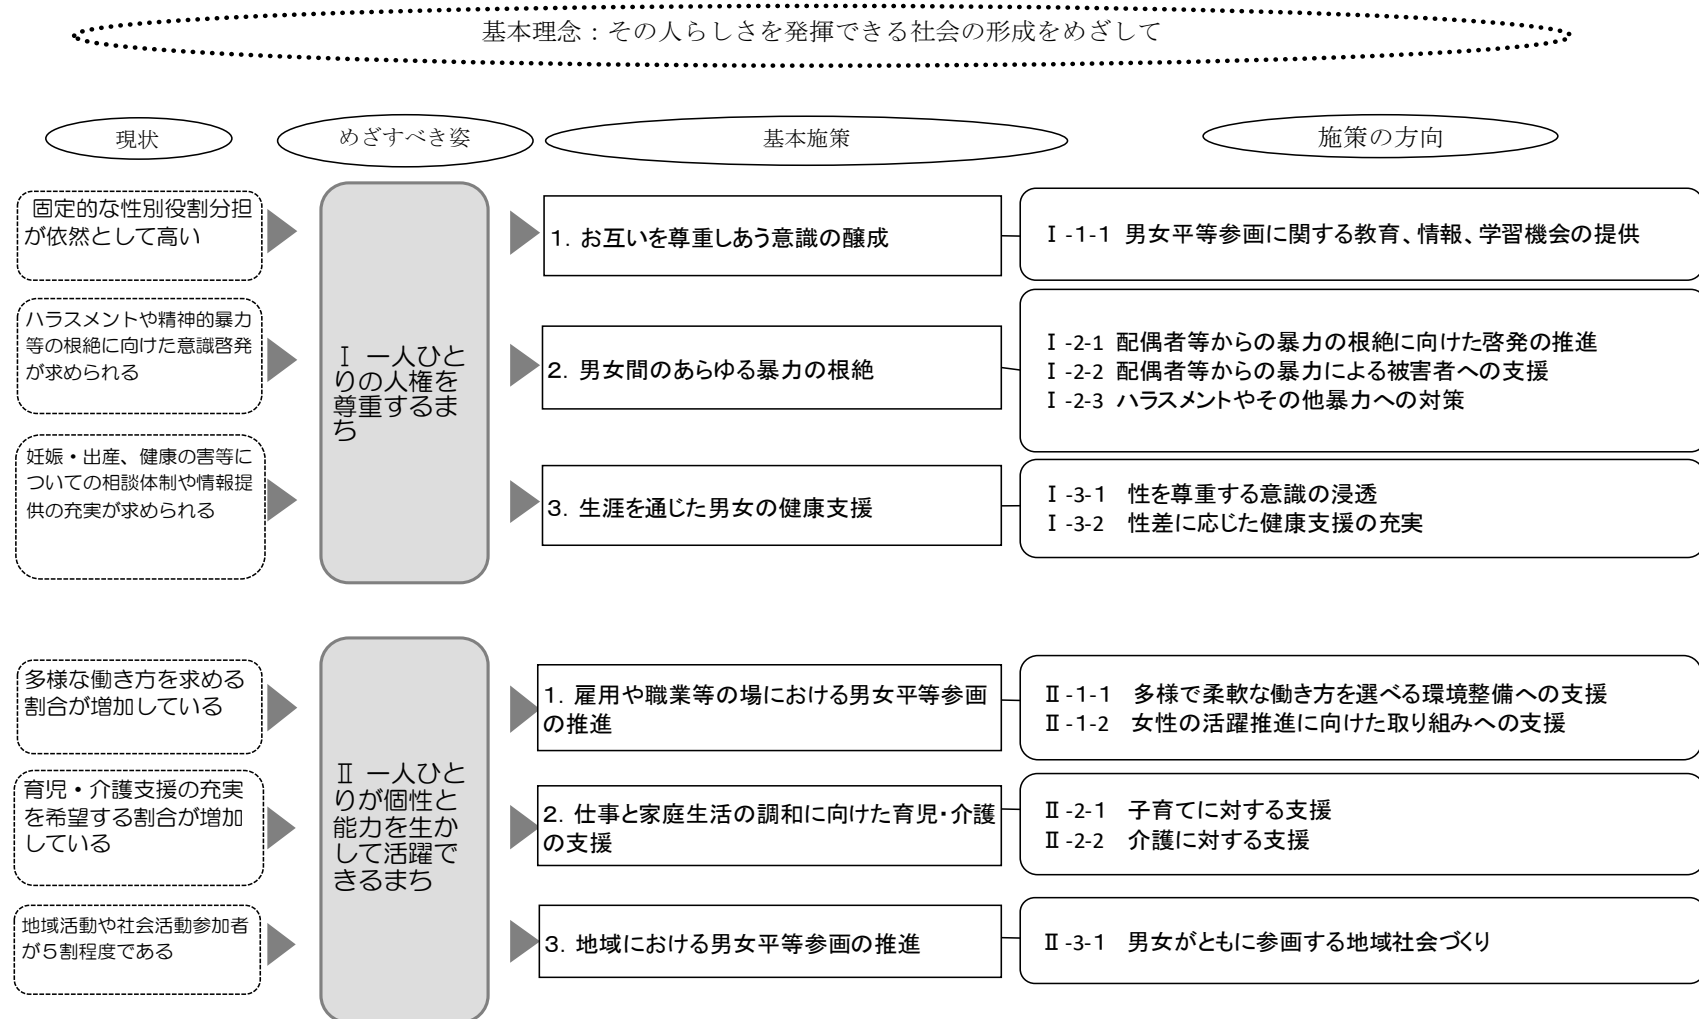 基本理念：その人らしさを発揮できる社会の形成をめざして
現状
めざすべき姿
基本施策
施策の方向
固定的な性別役割分担
が依然として高い
ハラスメントや精神的暴力
等の根絶に向けた意識啓発
が求められる
妊娠・出産、健康の害等に
ついての相談体制や情報提
供の充実が求められる
Ⅰ 一人ひと
りの人権を
尊重するま
ち
1．お互いを尊重しあう意識の醸成
2．男女間のあらゆる暴力の根絶
3．生涯を通じた男女の健康支援
Ⅰ-1-1 男女平等参画に関する教育、情報、学習機会の提供
Ⅰ-2-1 配偶者等からの暴力の根絶に向けた啓発の推進
Ⅰ-2-2 配偶者等からの暴力による被害者への支援
Ⅰ-2-3 ハラスメントやその他暴力への対策
Ⅰ-3-1 性を尊重する意識の浸透
Ⅰ-3-2 性差に応じた健康支援の充実
多様な働き方を求める
割合が増加している
育児・介護支援の充実
を希望する割合が増加
している
地域活動や社会活動参加者
が５割程度である
Ⅱ 一人ひと
りが個性と
能力を生か
して活躍で
きるまち
1．雇用や職業等の場における男女平等参画
の推進
2．仕事と家庭生活の調和に向けた育児・介護
の支援
3．地域における男女平等参画の推進
Ⅱ-1-1 多様で柔軟な働き方を選べる環境整備への支援
Ⅱ-1-2 女性の活躍推進に向けた取り組みへの支援
Ⅱ-2-1 子育てに対する支援
Ⅱ-2-2 介護に対する支援
Ⅱ-3-1 男女がともに参画する地域社会づくり